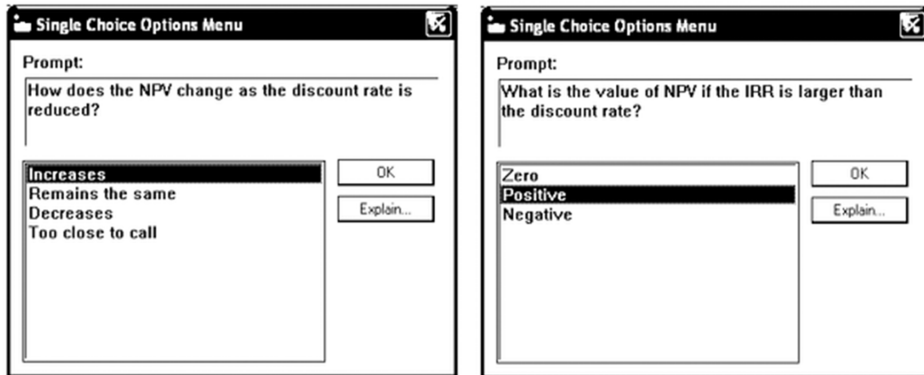 Single Choice Options Menu
Prompt:
How does the NPV change as the discount rate is
reduced?
Increases
Remains the same
Decreases
Too close to call
OK
Explain...
Single Choice Options Menu
Prompt:
What is the value of NPV if the IRR is larger than
the discount rate?
Zero
Positive
Negative
OK
Explain...